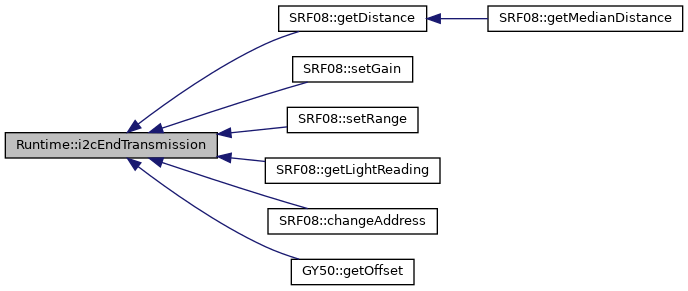 SRF08::getDistance
SRF08::getMedianDistance
SRF08::setGain
SRF08::setRange
Runtime::i2cEndTransmission
SRF08::getLightReading
SRF08::changeAddress
GY50::getOffset